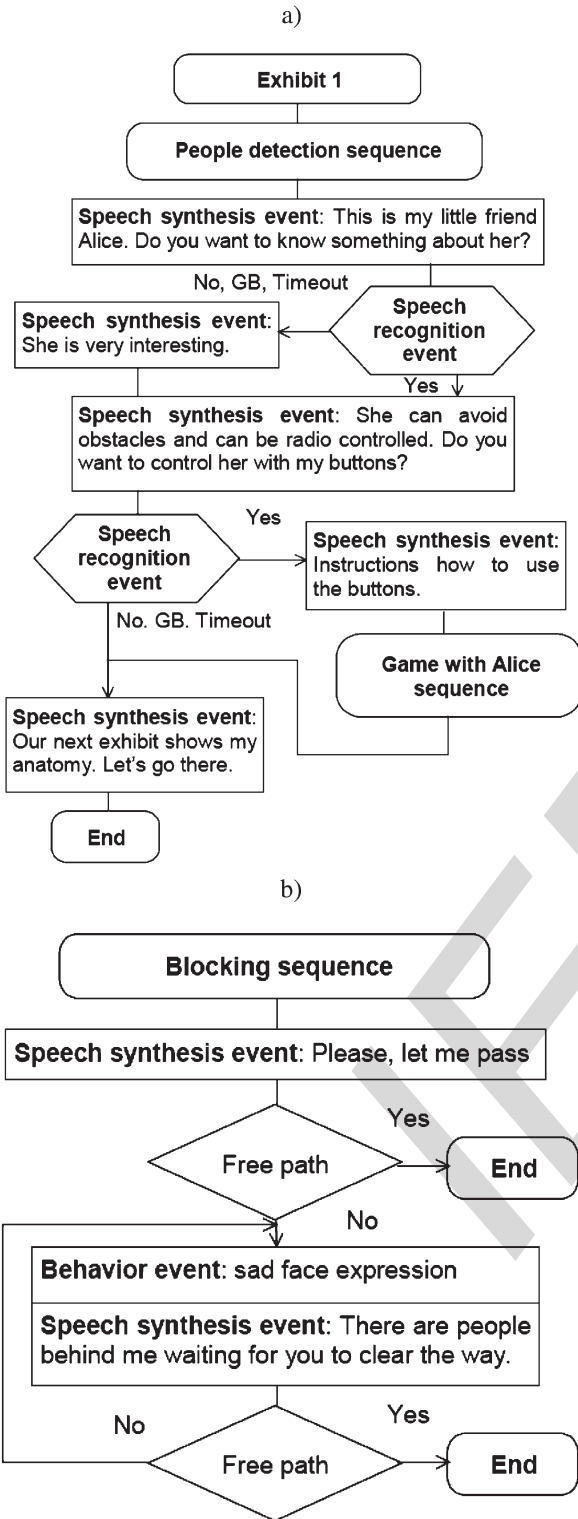 a)
Exhibit 1
People detection sequence
Speech synthesis event: This is my little friend
Alice. Do you want to know something about her?
No, GB, Timeout
Speech synthesis event:
She is very interesting.
Speech
recognition
event
Yes
Speech synthesis event: She can avoid
obstacles and can be radio controlled. Do you
want to control her with my buttons?
Speech
recognition
event
Yes
Speech synthesis event:
Instructions how to use
the buttons.
No. GB. Timeout
Game with Alice
sequence
Speech synthesis event:
Our next exhibit shows my
anatomy. Let's go there.
End
b)
Blocking sequence
Speech synthesis event: Please, let me pass
Free path
Yes
End
No
Behavior event: sad face expression
Speech synthesis event: There are people
behind me waiting for you to clear the way.
No
Free path
Yes
End